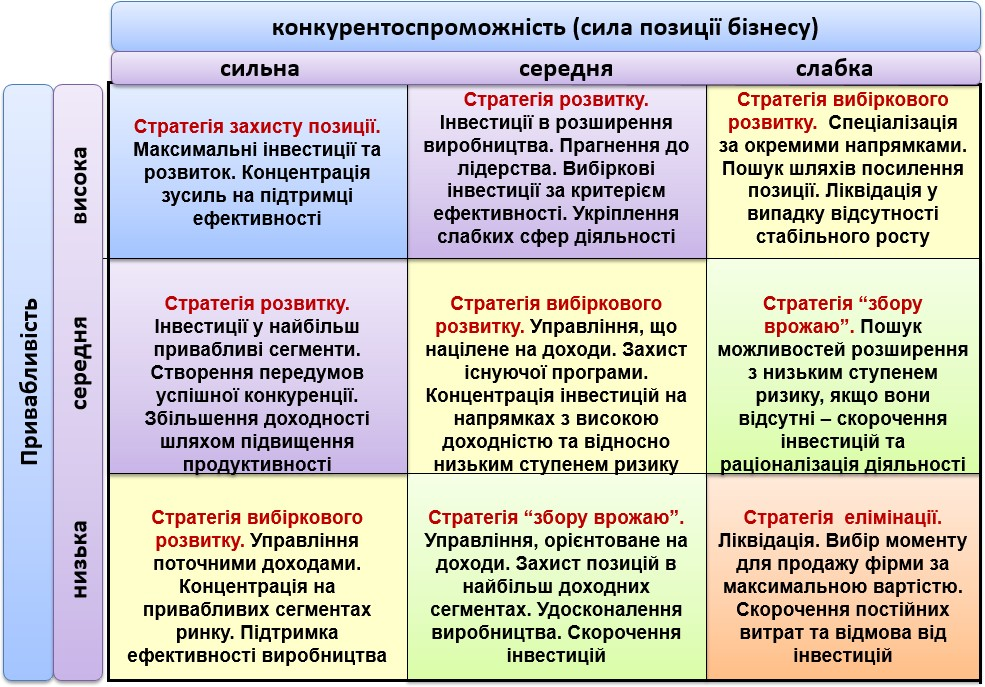 конкурентоспроможність (сила позиції бізнесу)
сильна
середня
слабка
Привабливість
висока
Стратегія захисту позиції.
Максимальні інвестиції та
розвиток. Концентрація
зусиль на підтримці
ефективності
Стратегія розвитку.
Інвестиції в розширення
виробництва. Прагнення до
лідерства. Вибіркові
інвестиції за критерієм
ефективності. Укріплення
слабких сфер діяльності
Стратегія вибіркового
розвитку. Спеціалізація
за окремими напрямками.
Пошук шляхів посилення
позиції. Ліквідація у
випадку відсутності
стабільного росту
середня
Стратегія розвитку.
Інвестиції у найбільш
привабливі сегменти.
Створення передумов
успішної конкуренції.
Збільшення доходності
шляхом підвищення
продуктивності
Стратегія вибіркового
розвитку. Управління, що
націлене на доходи. Захист
існуючої програми.
Концентрація інвестицій на
напрямках з високою
доходністю та відносно
низьким ступенем ризику
Стратегія “збору
врожаю”. Пошук
можливостей розширення
з низьким ступенем
ризику, якщо вони
відсутні – скорочення
інвестицій та
раціоналізація діяльності
низька
Стратегія вибіркового
розвитку. Управління
поточними доходами.
Концентрація на
привабливих сегментах
ринку. Підтримка
ефективності виробництва
Стратегія “збору врожаю”.
Управління, орієнтоване на
доходи. Захист позицій в
найбільш доходних
сегментах. Удосконалення
виробництва. Скорочення
інвестицій
Стратегія елімінації.
Ліквідація. Вибір моменту
для продажу фірми за
максимальною вартістю.
Скорочення постійних
витрат та відмова від
інвестицій